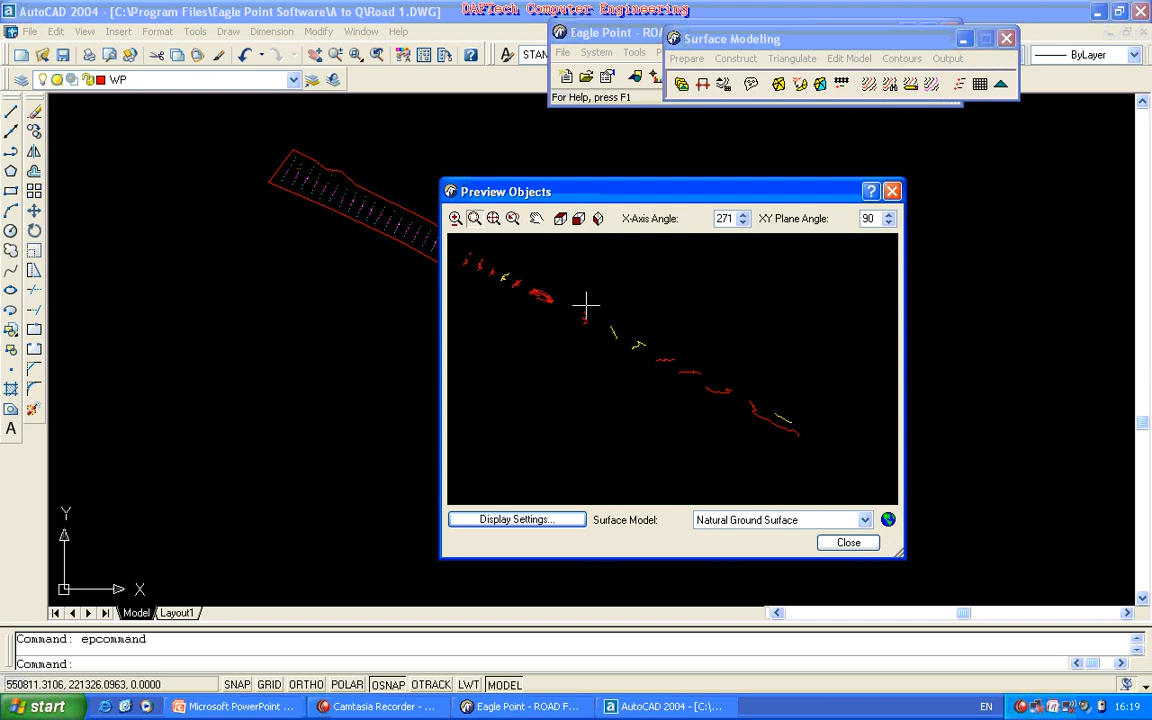 AutoCAD 2004 - [C:\Program Files\Eagle Point Software\A to Q\Road 1.DWG]
DAFTech Computer Engineering
File Edit View Insert Format Tools Draw Dimension Modify Window Help
Eagle Point - ROA
File System Tools
For Help, press F1
Surface Modeling
Prepare Construct Triangulate Edit Model Contours Output
STAN
ByLayer
WP
Preview Objects
X-Axis Angle: 271 XY Plane Angle: 90
Display Settings... Surface Model: Natural Ground Surface
Close
Y
X
A
Model Layout1
Command: epcommand
Command:
550811.3106, 221326.0963, 0.0000 SNAP GRID ORTHO POLAR OSNAP OTRACK LWT MODEL
start Microsoft PowerPoint ... Camtasia Recorder - ... Eagle Point - ROAD F... AutoCAD 2004 - [C:\... EN 16:19